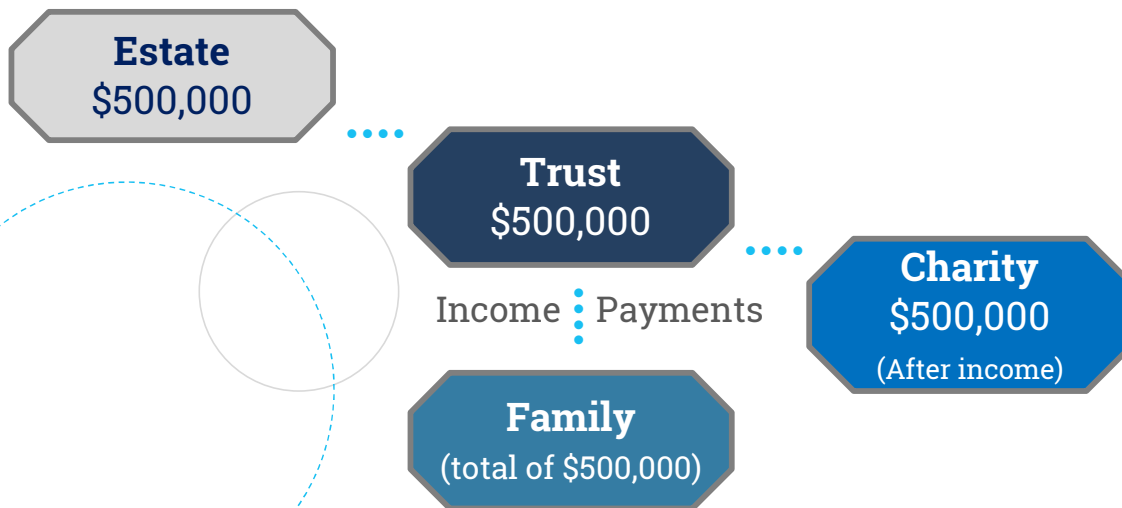 Estate
$500,000
Trust
$500,000
Charity
$500,000
(After income)
Income Payments
Family
(total of $500,000)